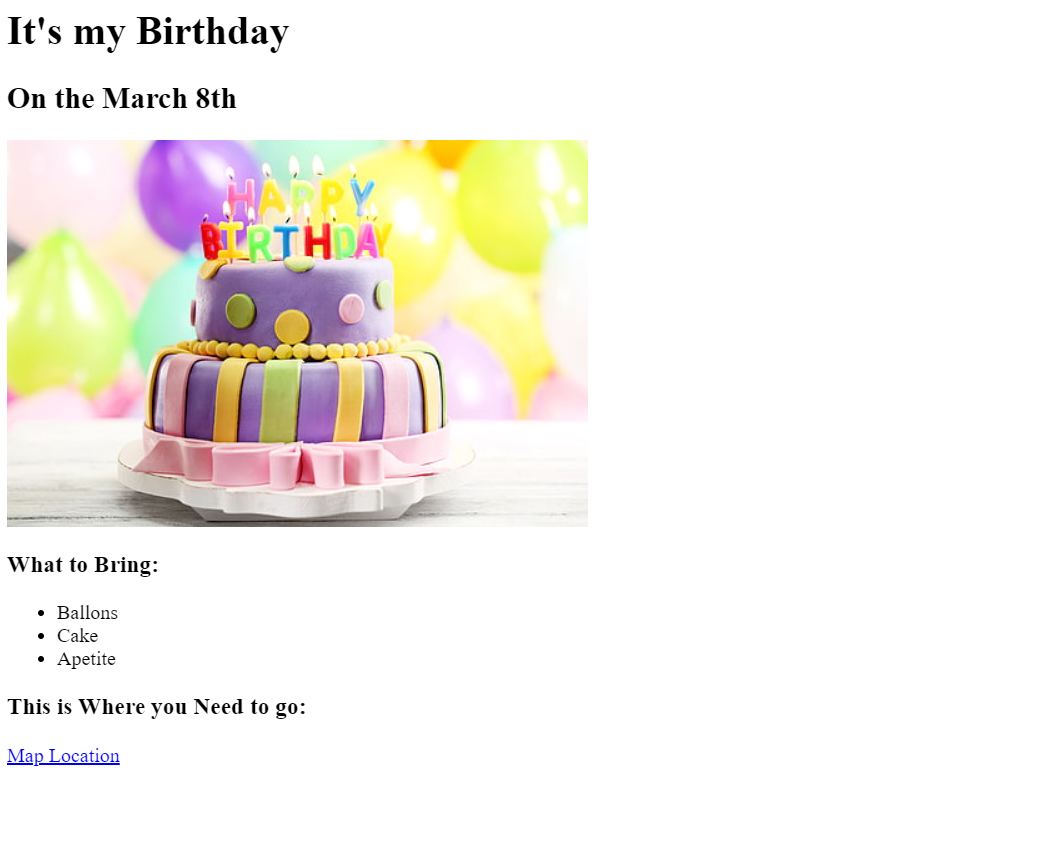 It's my Birthday
On the March 8th
HAPPY
BIRTHDAY
What to Bring:
Ballons
Cake
Apetite
This is Where you Need to go:
Map Location